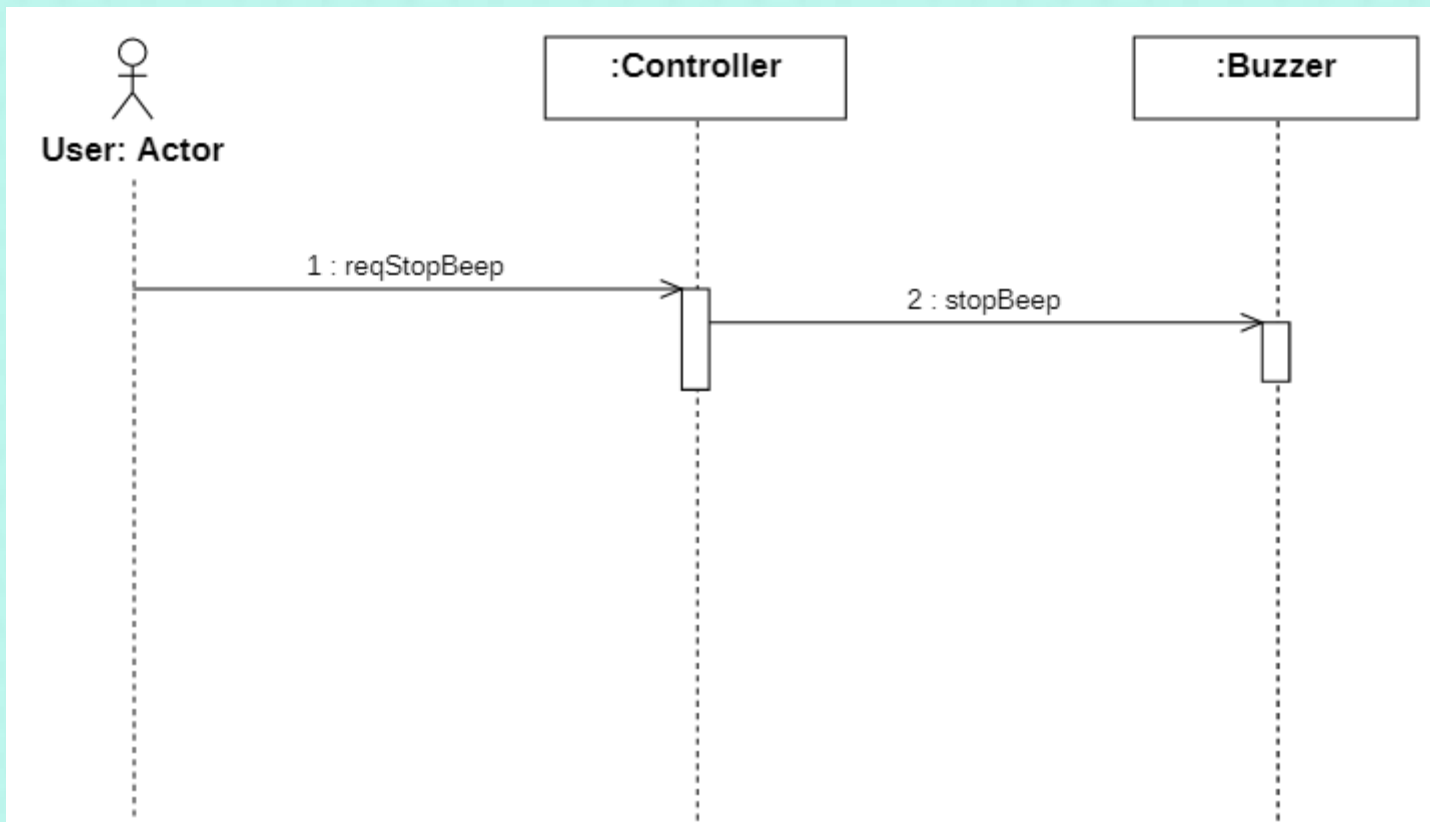 :Controller
:Buzzer
User: Actor
1 : reqStopBeep
2 : stopBeep